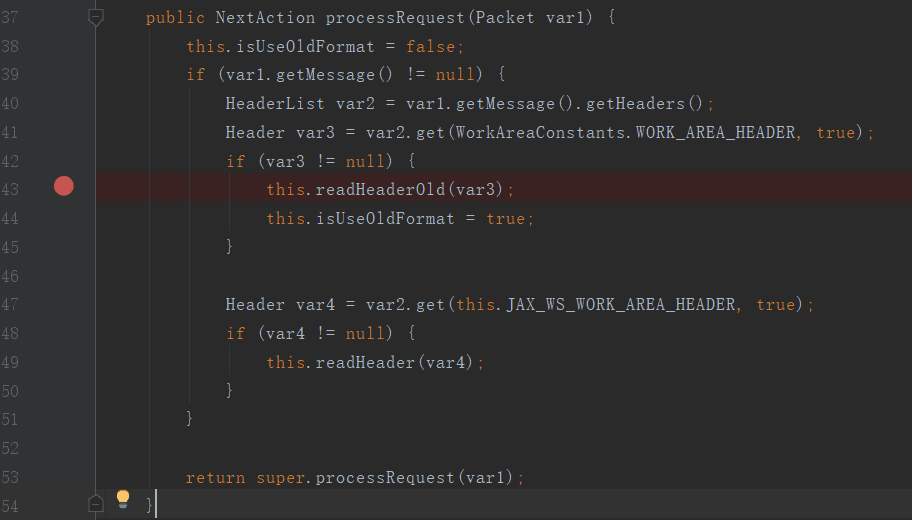 37 public NextAction processRequest(Packet var1) {
38 this.isUseOldFormat = false;
39 if (var1.getMessage() != null) {
40 HeaderList var2 = var1.getMessage().getHeaders();
41 Header var3 = var2.get(WorkAreaConstants.WORK_AREA_HEADER, true);
42 if (var3 != null) {
43 this.readHeaderOld(var3);
44 this.isUseOldFormat = true;
45 }
46
47 Header var4 = var2.get(this.JAX_WS_WORK_AREA_HEADER, true);
48 if (var4 != null) {
49 this.readHeader(var4);
50 }
51 }
52
53 return super.processRequest(var1);
54 }